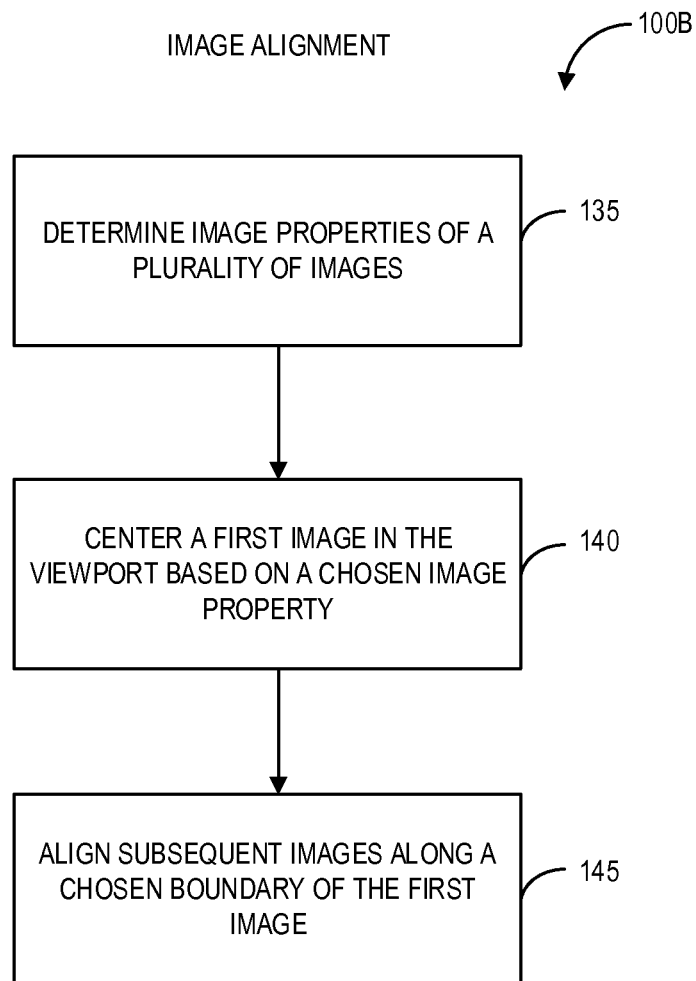 IMAGE ALIGNMENT
100B
DETERMINE IMAGE PROPERTIES OF A
PLURALITY OF IMAGES
135
CENTER A FIRST IMAGE IN THE
VIEWPORT BASED ON A CHOSEN IMAGE
PROPERTY
140
ALIGN SUBSEQUENT IMAGES ALONG A
CHOSEN BOUNDARY OF THE FIRST
IMAGE
145